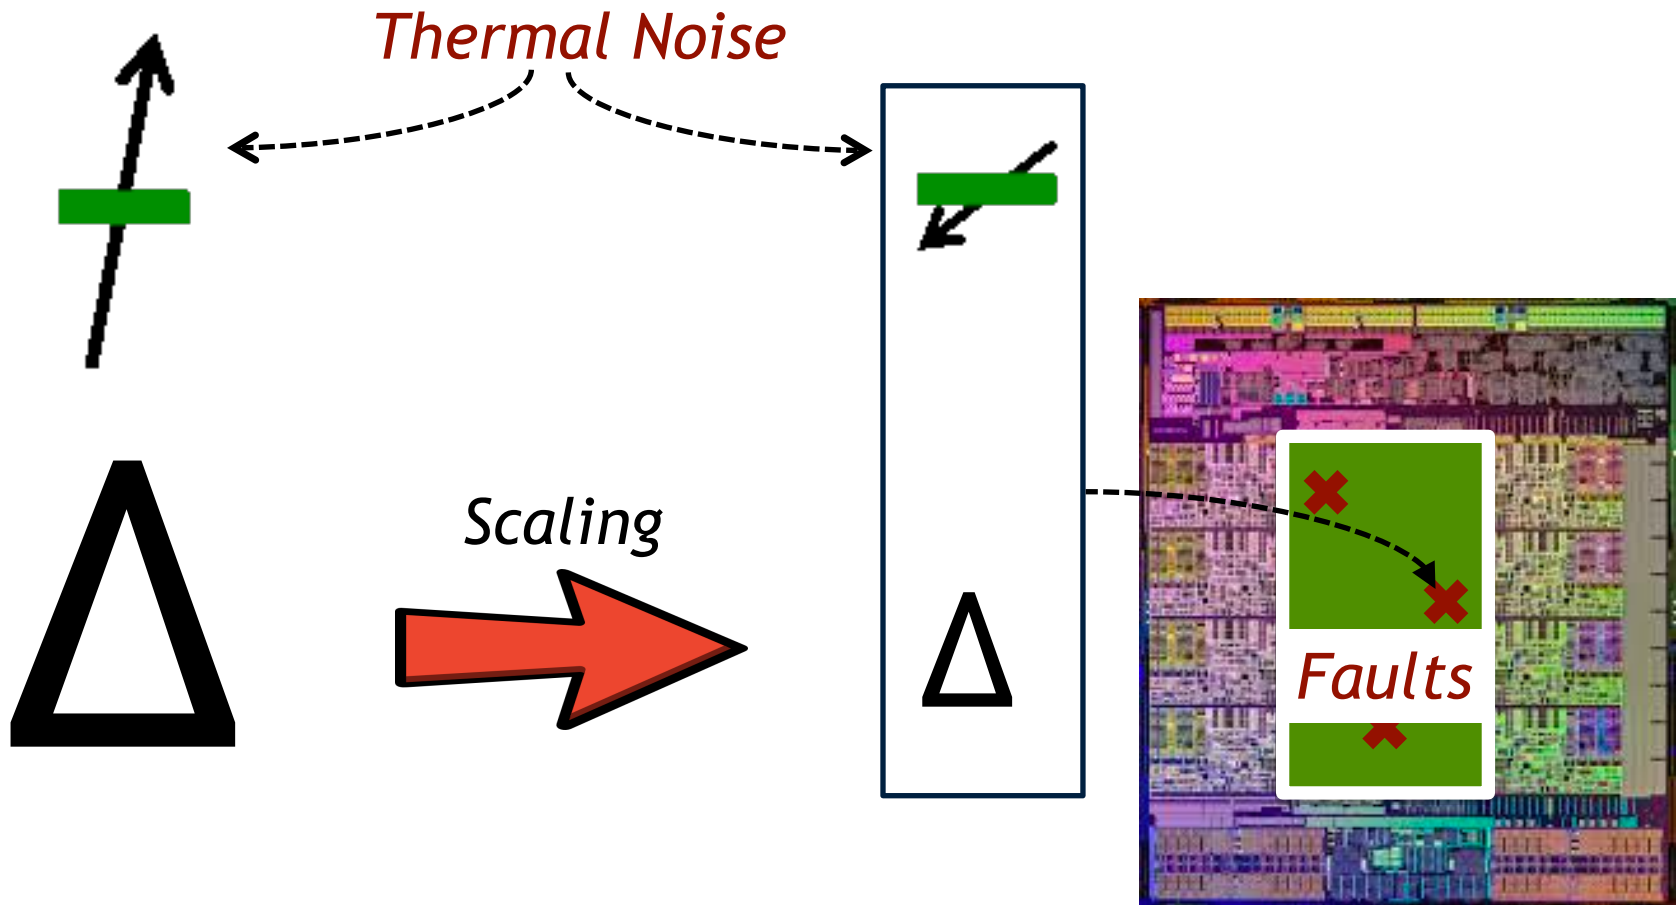 Thermal Noise
Scaling
Δ
Δ
Faults